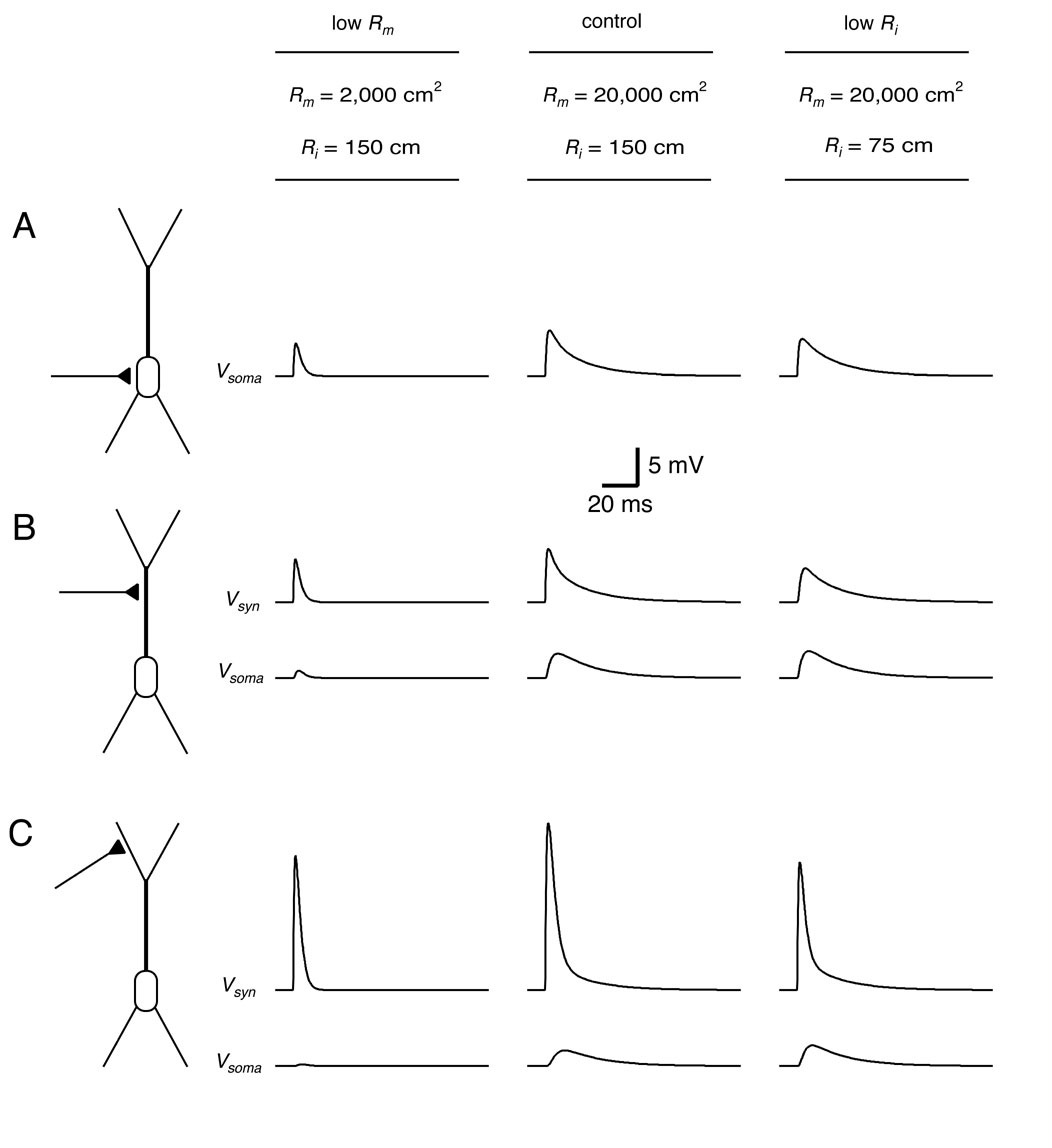 low Rm control low Ri
Rm = 2,000 cm² Rm = 20,000 cm² Rm = 20,000 cm²
Ri = 150 cm Ri = 150 cm Ri = 75 cm
A
Vsoma
5 mV
20 ms
B
Vsyn
Vsoma
C
Vsyn
Vsoma